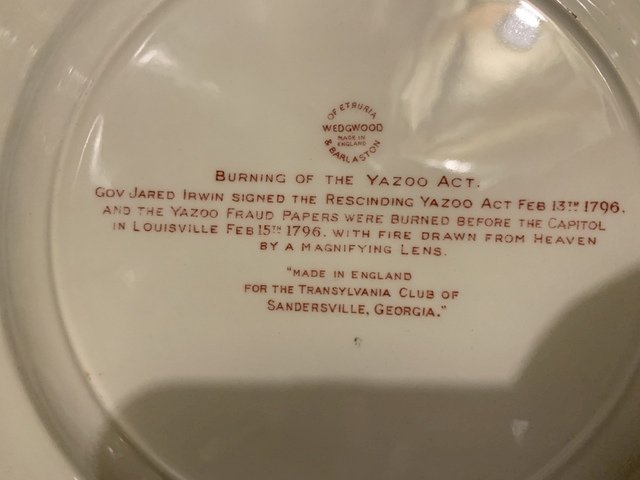 OF ETRURIA
WEDGWOOD
MADE IN
ENGLAND
& BARLASTON
BURNING OF THE YAZOO ACT.
GOV JARED IRWIN SIGNED THE RESCINDING YAZOO ACT FEB 13TH 1796.
AND THE YAZOO FRAUD PAPERS WERE BURNED BEFORE THE CAPITOL
IN LOUISVILLE FEB 15TH 1796. WITH FIRE DRAWN FROM HEAVEN
BY A MAGNIFYING LENS.
"MADE IN ENGLAND
FOR THE TRANSYLVANIA CLUB OF
SANDERSVILLE, GEORGIA."